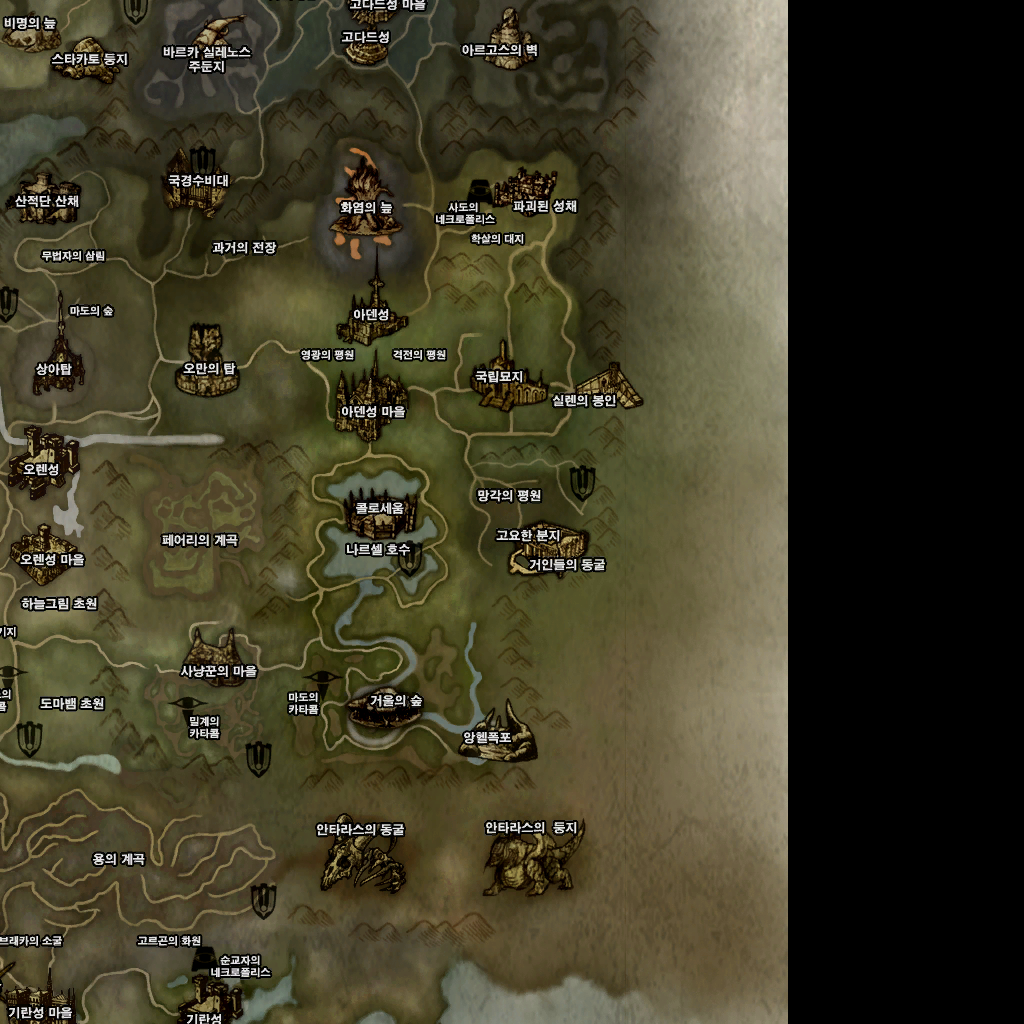 고다드성 마을
비명의 늪
고다드성
바르카 실레노스
주둔지
아르고스의 벽
스타카토 둥지
국경수비대
산적단 산채
화염의 늪
사도의
네크로폴리스
파괴된 성채
학살의 대지
과거의 전장
무법자의 삼림
마도의 숲
아덴성
영광의 평원
격전의 평원
상아탑
오만의 탑
국립묘지
실렌의 봉인
아덴성 마을
오렌성
망각의 평원
콜로세움
고요한 분지
페어리의 계곡
나르셀 호수
오렌성 마을
거인들의 동굴
하늘그림 초원
사냥꾼의 마을
도마뱀 초원
밀계의
카타콤
마도의
카타콤
거울의 숲
앙헬폭포
안타라스의 동굴
안타라스의 둥지
용의 계곡
브래카의 소굴
고르곤의 화원
순교자의
네크로폴리스
기란성 마을
기란성